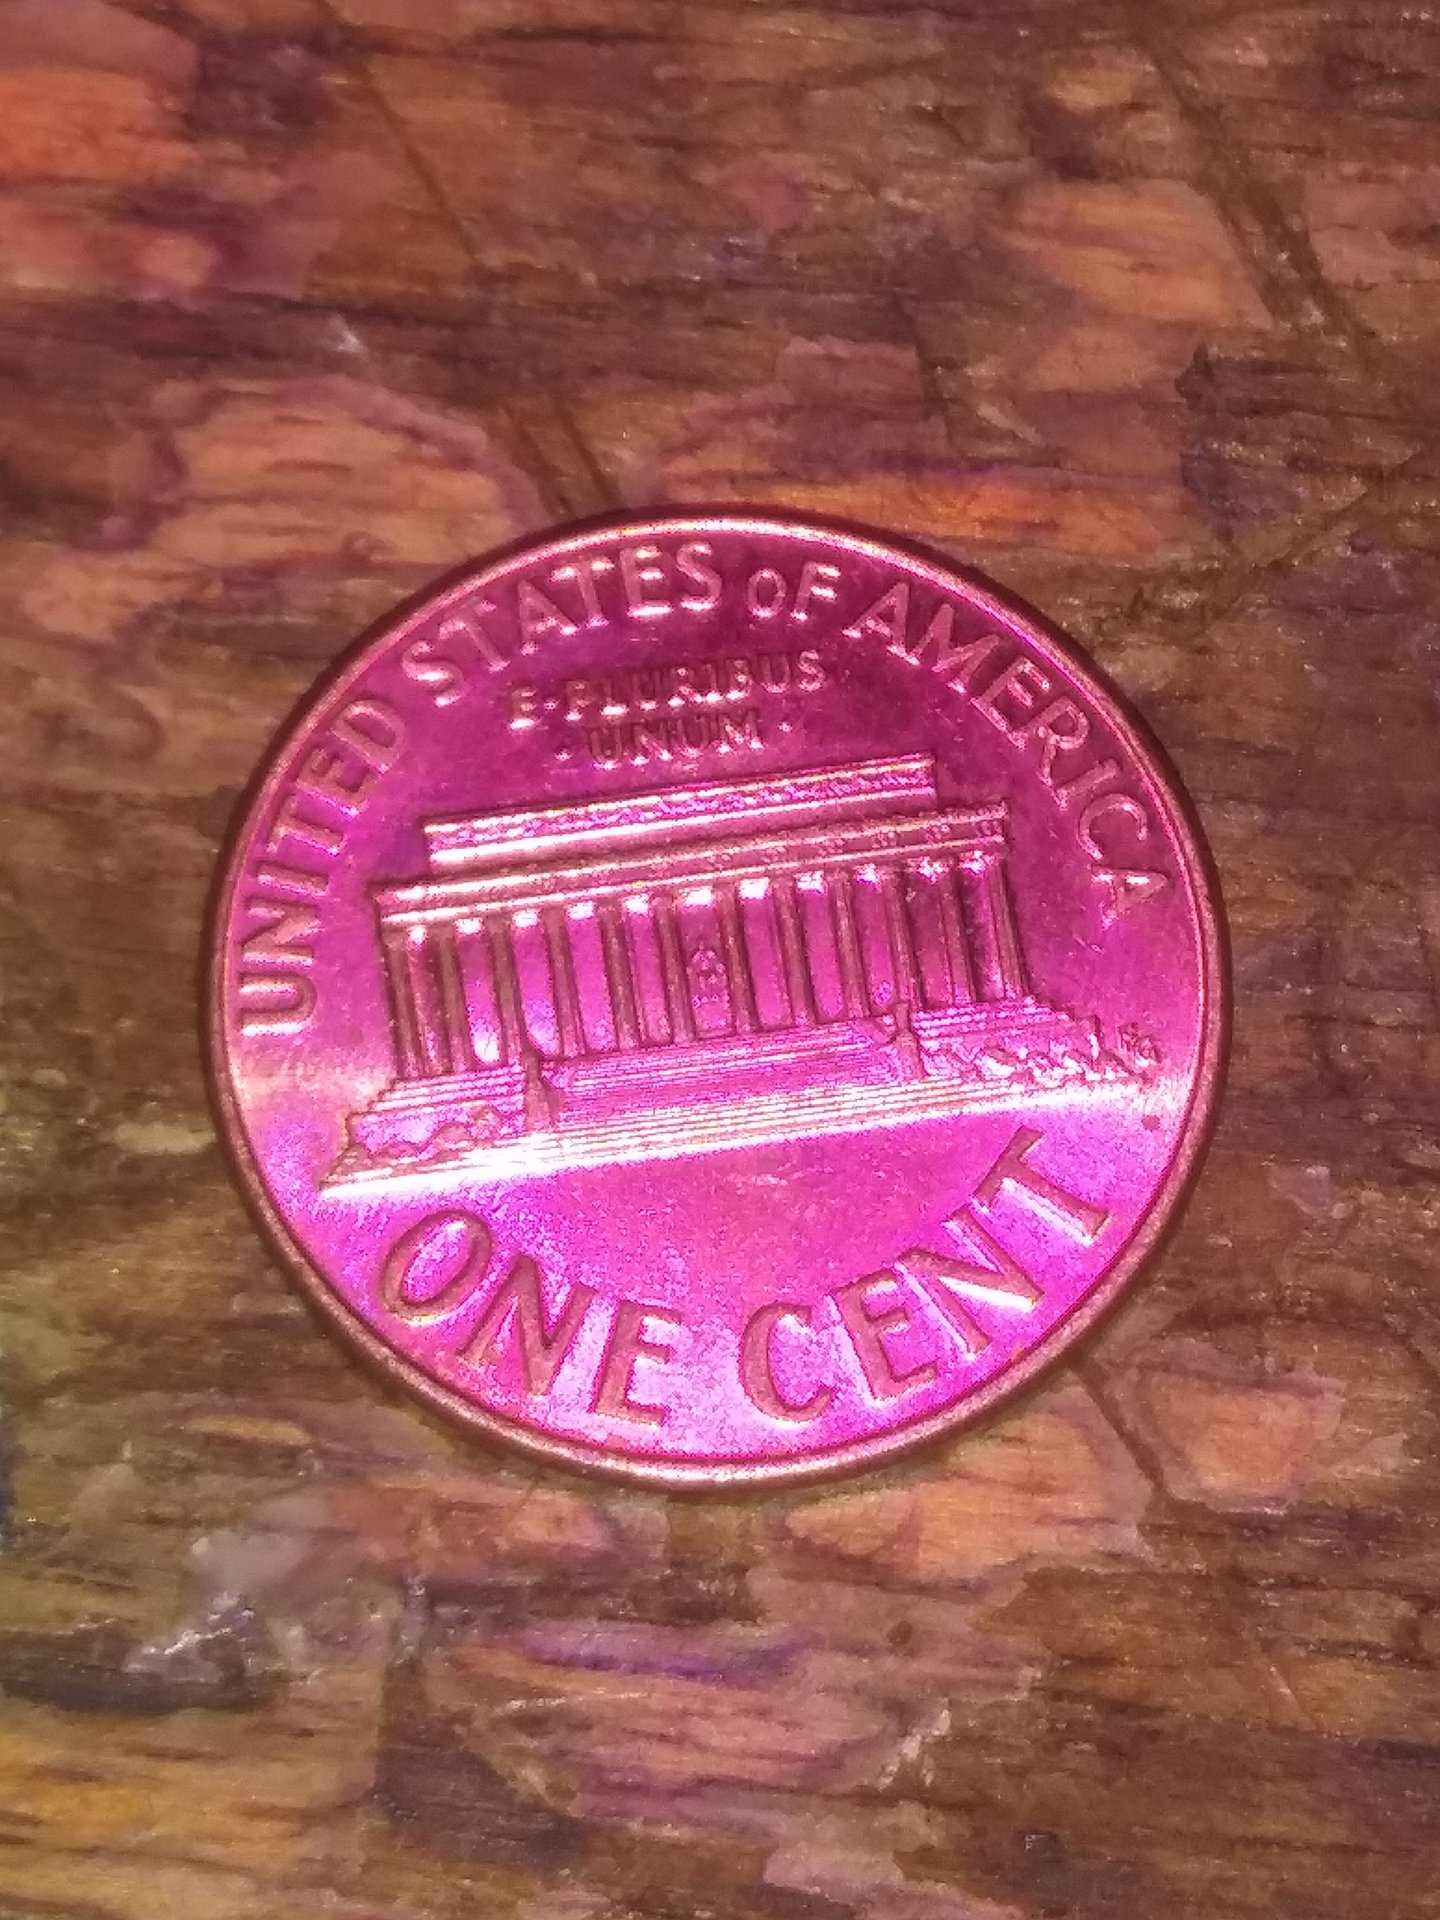 UNITED STATES OF AMERICA
E·PLURIBUS
·UNUM·
ONE CENT